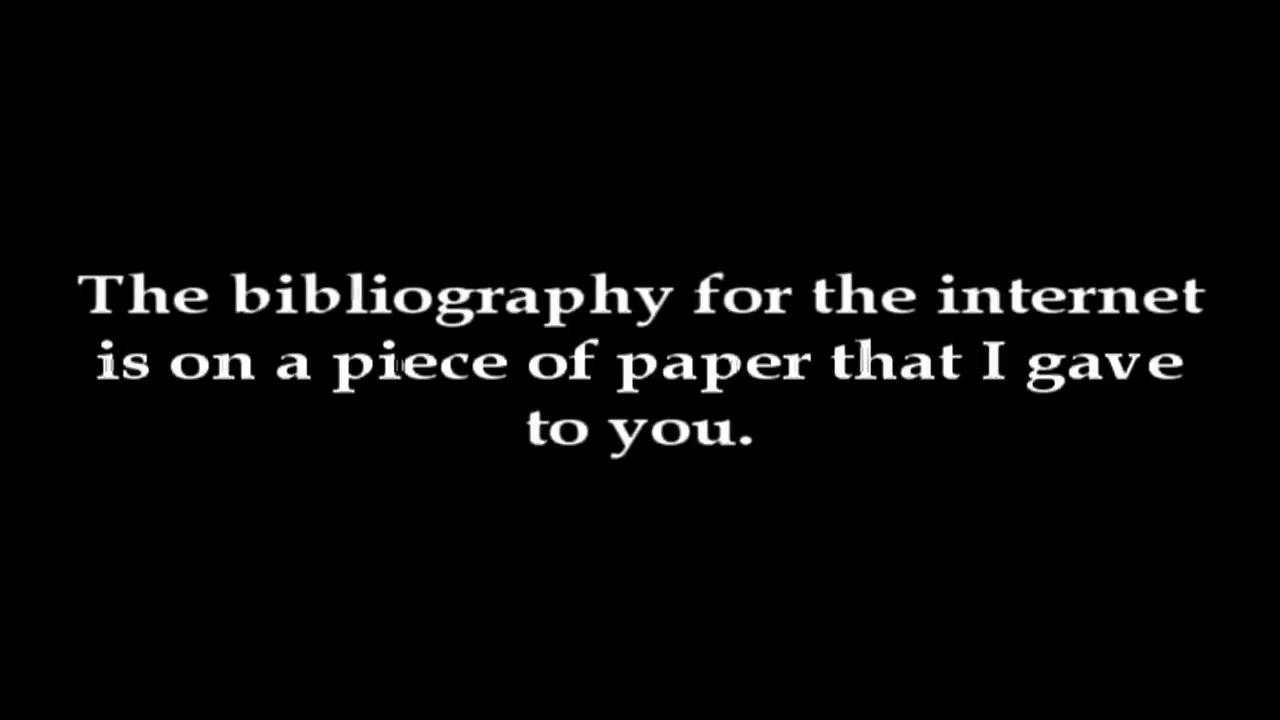 The bibliography for the internet
is on a piece of paper that I gave
to you.